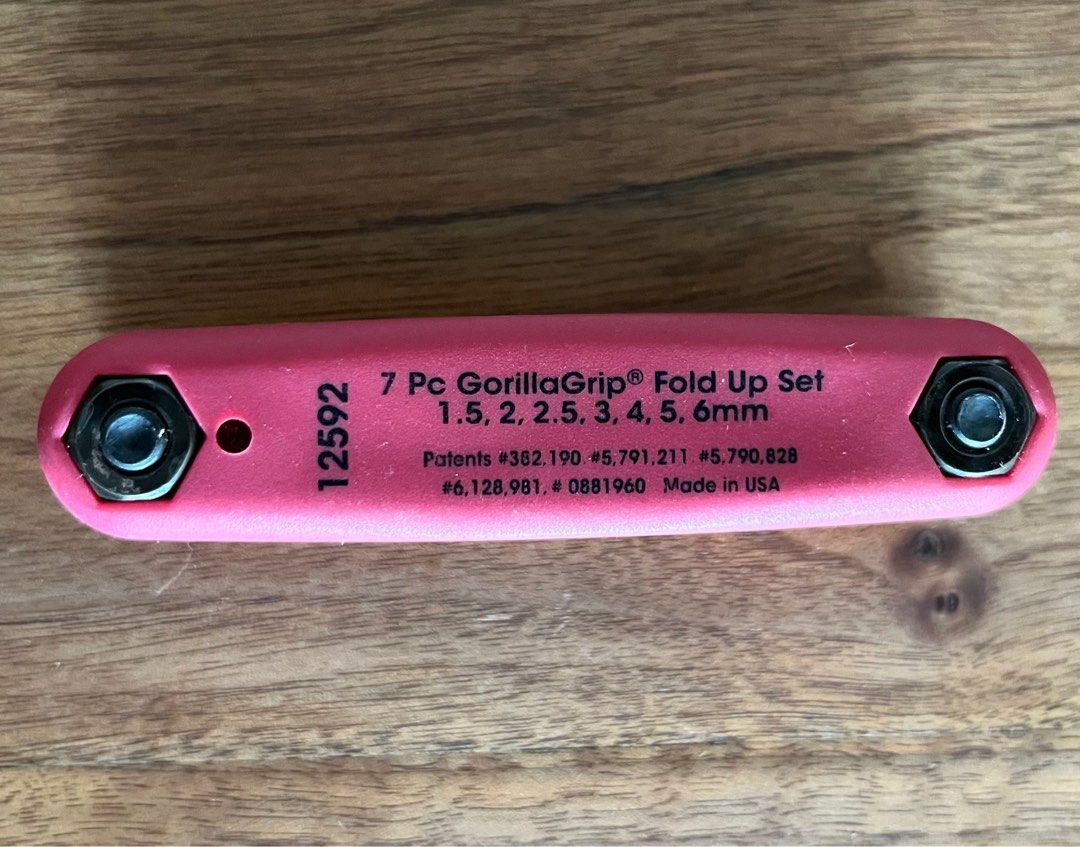 12592
7 Pc GorillaGrip® Fold Up Set
1.5, 2, 2.5, 3, 4, 5, 6mm
Patents #382,190. #5,791,211 #5,790,828
#6,128,981, # 0881960 Made in USA